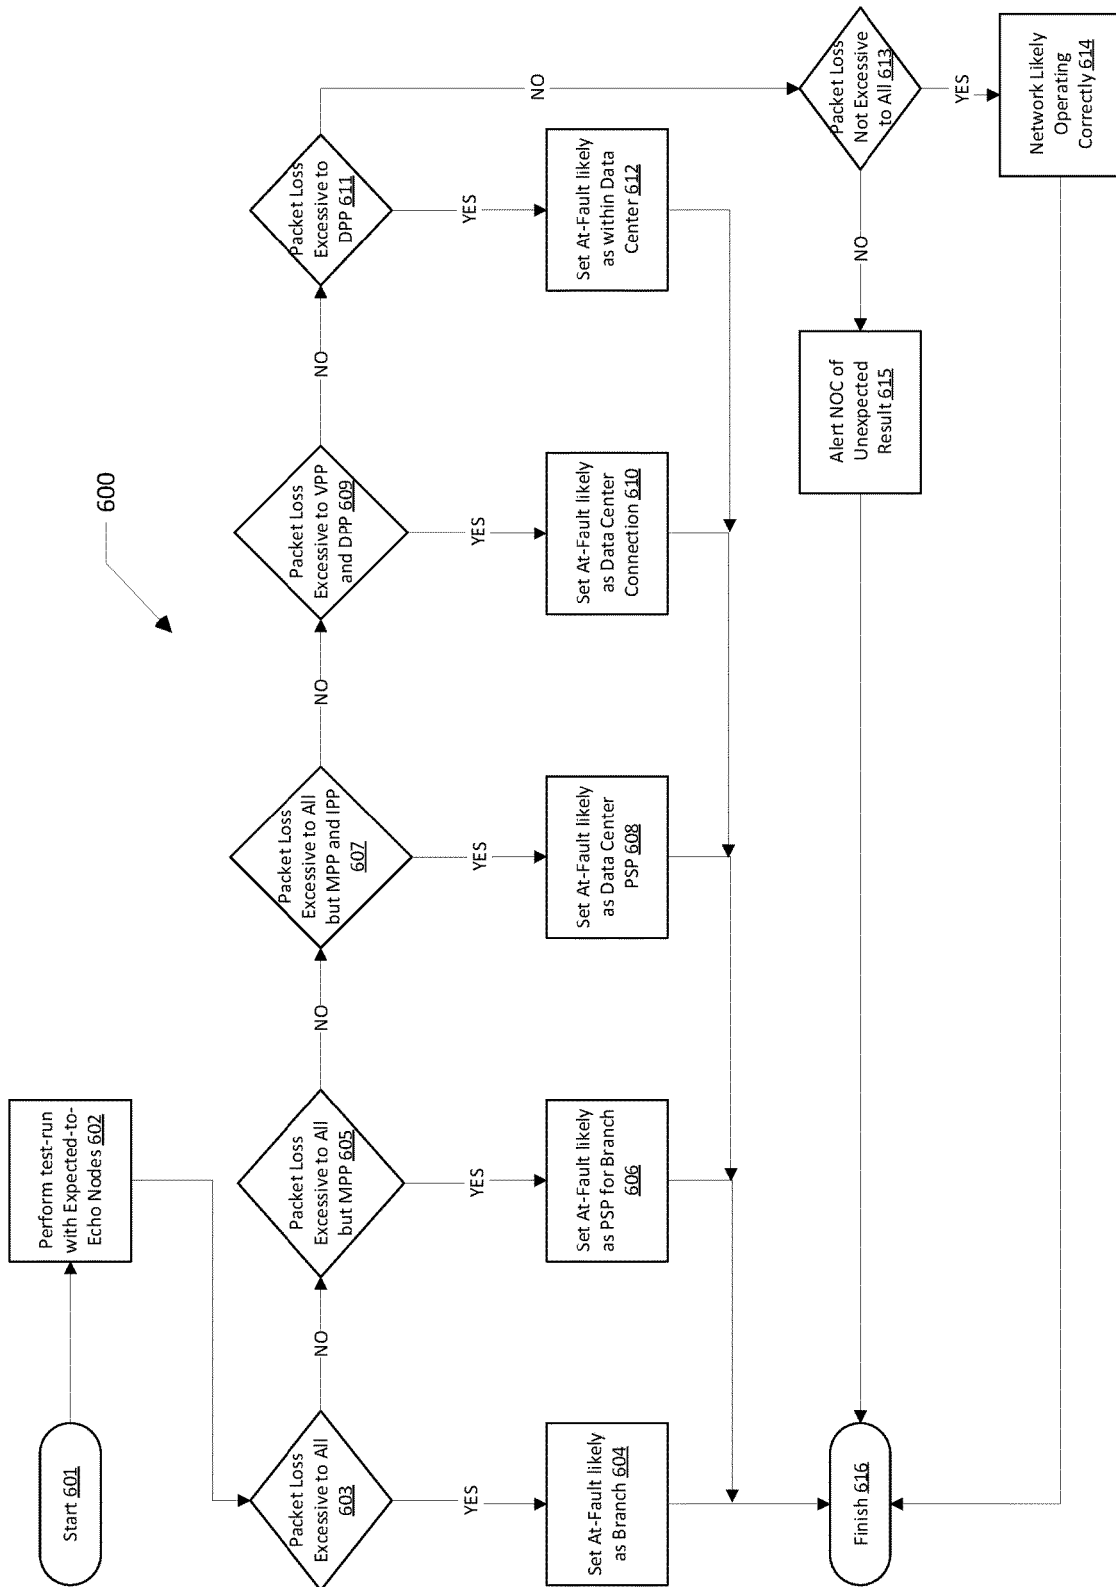 600
Start 601
Perform test-run
with Expected-to-
Echo Nodes 602
Packet Loss
Excessive to All
603
NO
Packet Loss
Excessive to All
but MPP 605
NO
Packet Loss
Excessive to All
but MPP and IPP
607
NO
Packet Loss
Excessive to VPP
and DPP 609
NO
Packet Loss
Excessive to
DPP 611
NO
YES
YES
YES
YES
YES
Set At-Fault likely
as Branch 604
Set At-Fault likely
as PSP for Branch
606
Set At-Fault likely
as Data Center
PSP 608
Set At-Fault likely
as Data Center
Connection 610
Set At-Fault likely
as within Data
Center 612
Finish 616
Alert NOC of
Unexpected
Result 615
NO
Packet Loss
Not Excessive
to All 613
YES
Network Likely
Operating
Correctly 614